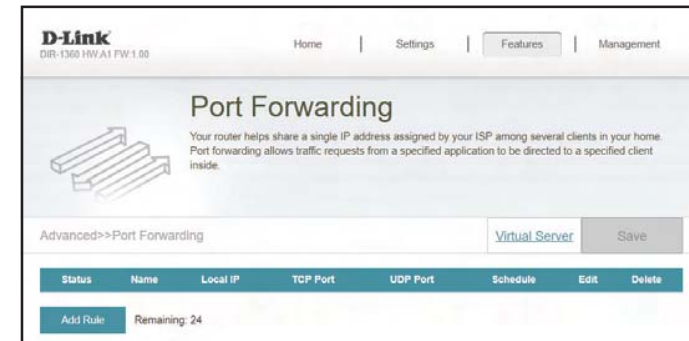 D-Link
DIR-1360 HW:A1 FW:1.00
Home | Settings | Features | Management
Port Forwarding
Your router helps share a single IP address assigned by your ISP among several clients in your home.
Port forwarding allows traffic requests from a specified application to be directed to a specified client
inside.
Advanced>>Port Forwarding
Virtual Server
Save
Status Name Local IP TCP Port UDP Port Schedule Edit Delete
Add Rule Remaining: 24